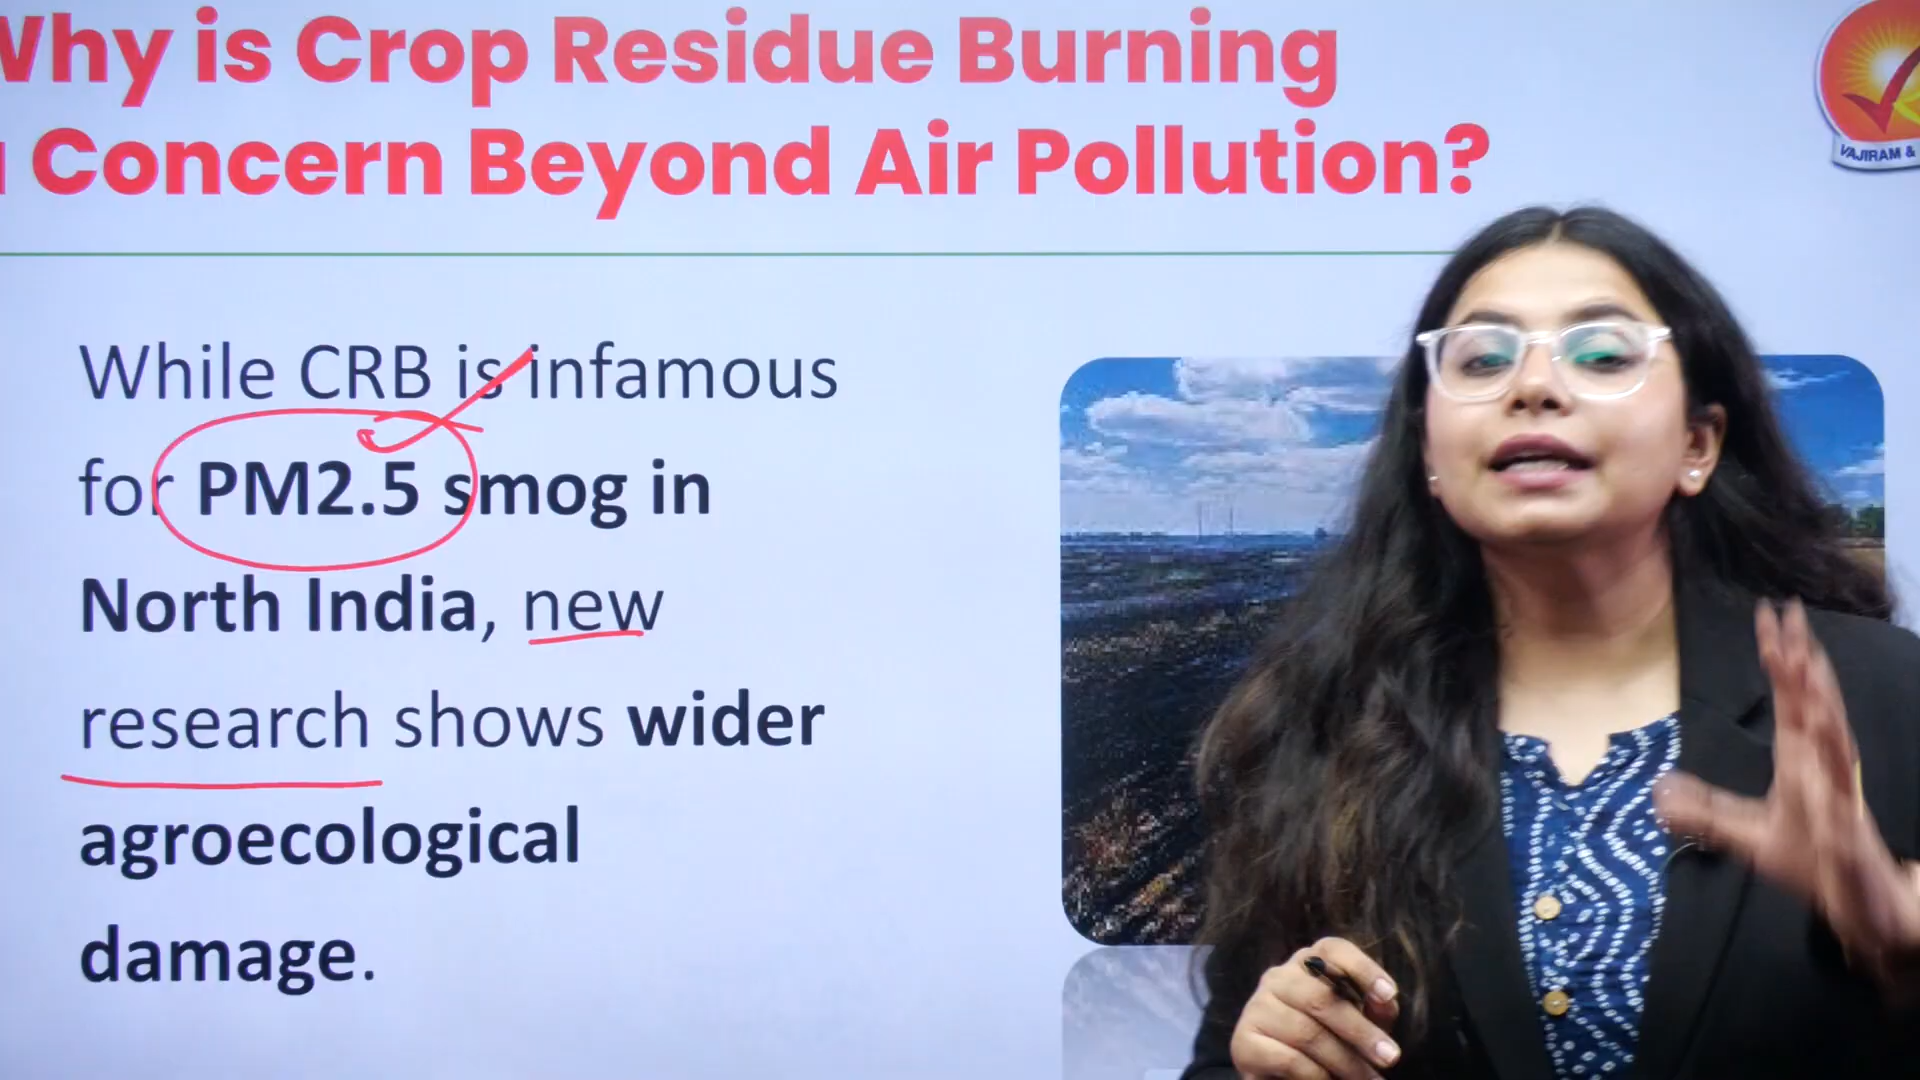 Why is Crop Residue Burning
Concern Beyond Air Pollution?
VAJIRAM &
While CRB is infamous
for PM2.5 smog in
North India, new
research shows wider
agroecological
damage.